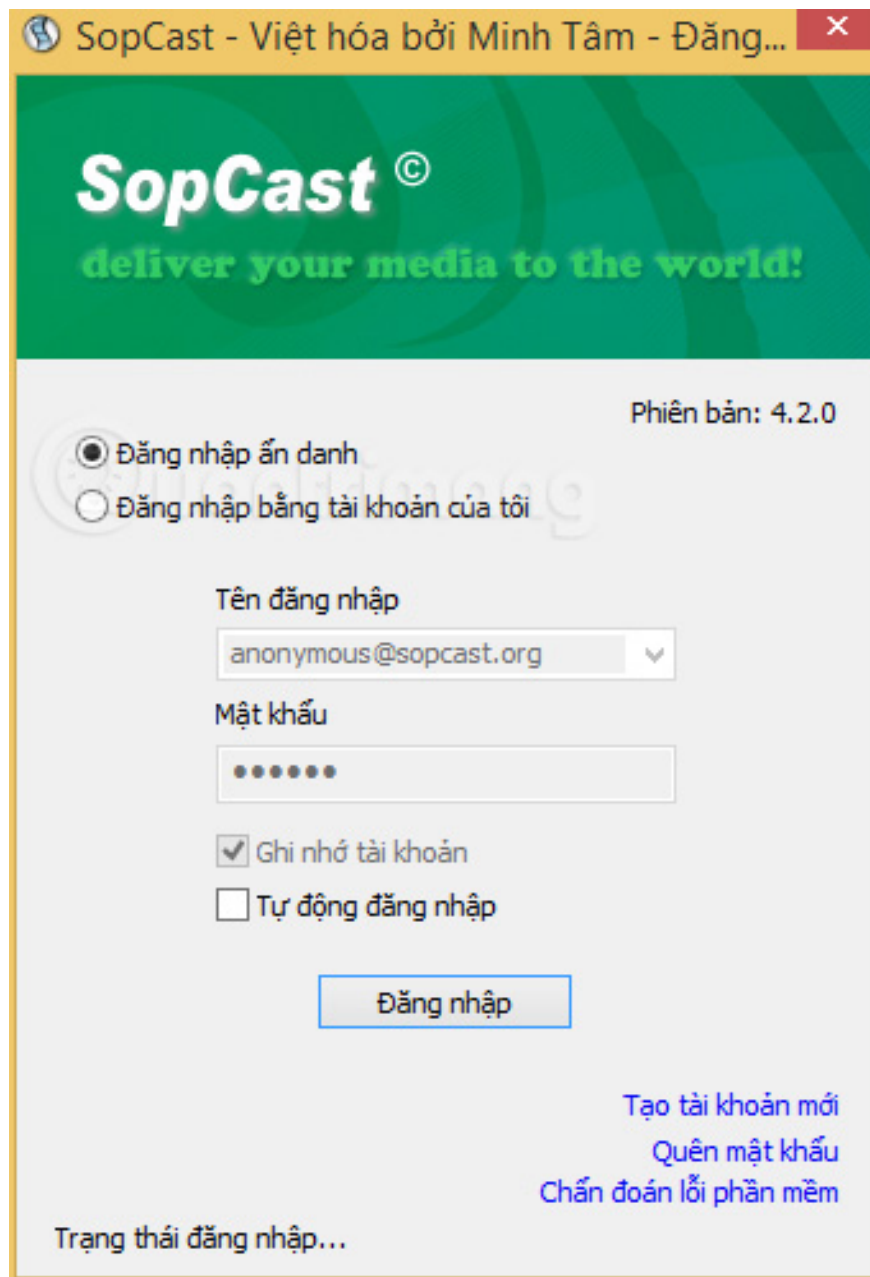 SopCast - Việt hóa bởi Minh Tâm - Đăng...
SopCast ©
deliver your media to the world!
Phiên bản: 4.2.0
Đăng nhập ẩn danh
Đăng nhập bằng tài khoản của tôi
Tên đăng nhập
anonymous@sopcast.org
Mật khẩu
Ghi nhớ tài khoản
Tự động đăng nhập
Đăng nhập
Tạo tài khoản mới
Quên mật khẩu
Chẩn đoán lỗi phần mềm
Trạng thái đăng nhập...